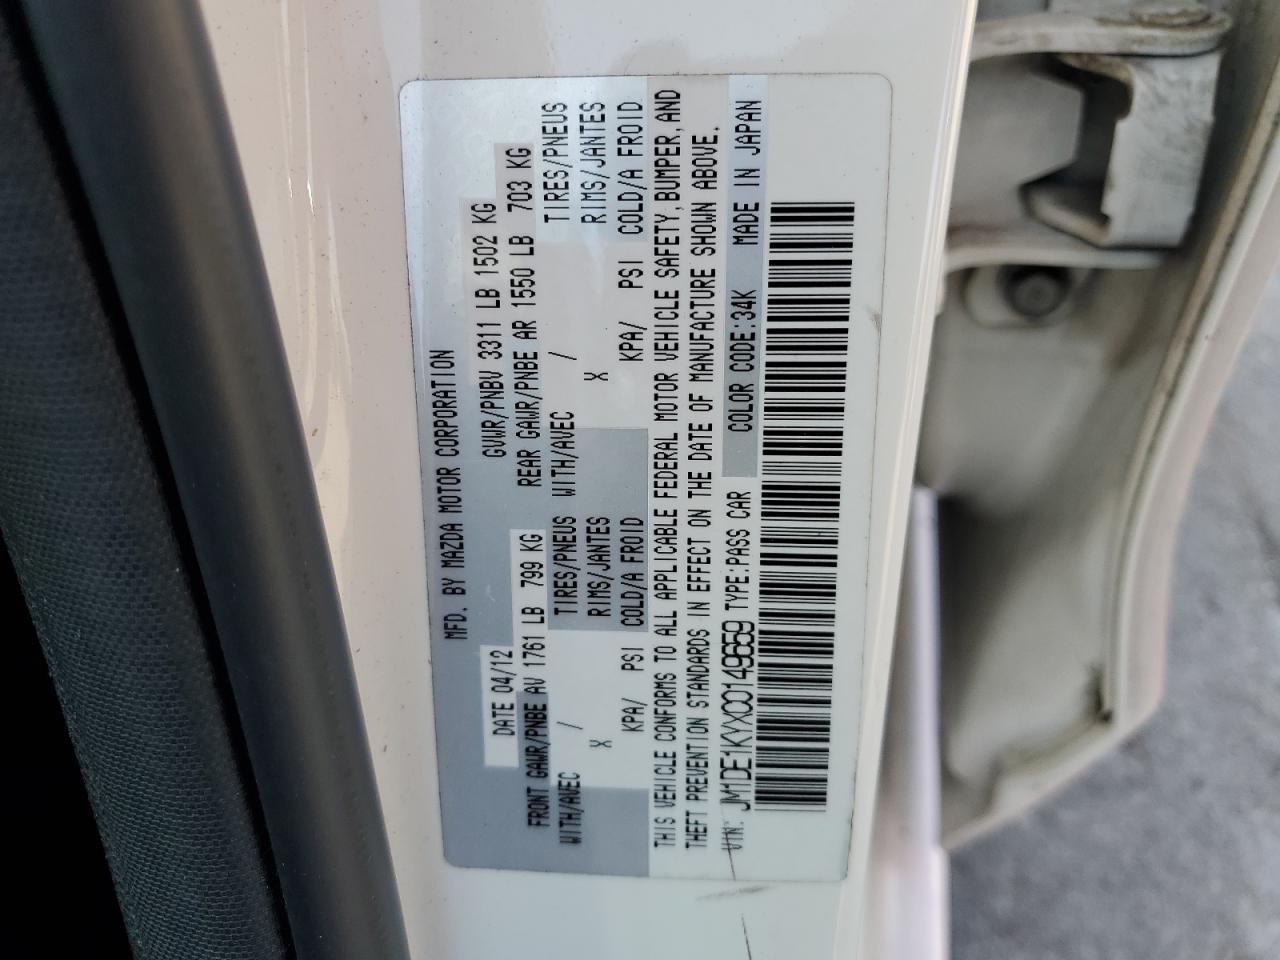 MFD. BY MAZDA MOTOR CORPORATION
DATE 04/12 GVWR/PNBV 3311 LB 1502 KG
FRONT GAWR/PNBE AV 1761 LB 799 KG REAR GAWR/PNBE AR 1550 LB 703 KG
WITH/AVEC / TIRES/PNEUS WITH/AVEC / TIRES/PNEUS
X RIMS/JANTES X RIMS/JANTES
KPA/ PSI COLD/A FROID KPA/ PSI COLD/A FROID
THIS VEHICLE CONFORMS TO ALL APPLICABLE FEDERAL MOTOR VEHICLE SAFETY, BUMPER, AND
THEFT PREVENTION STANDARDS IN EFFECT ON THE DATE OF MANUFACTURE SHOWN ABOVE.
VIN: JM1DE1KYXC0149659 TYPE:PASS CAR COLOR CODE:34K MADE IN JAPAN